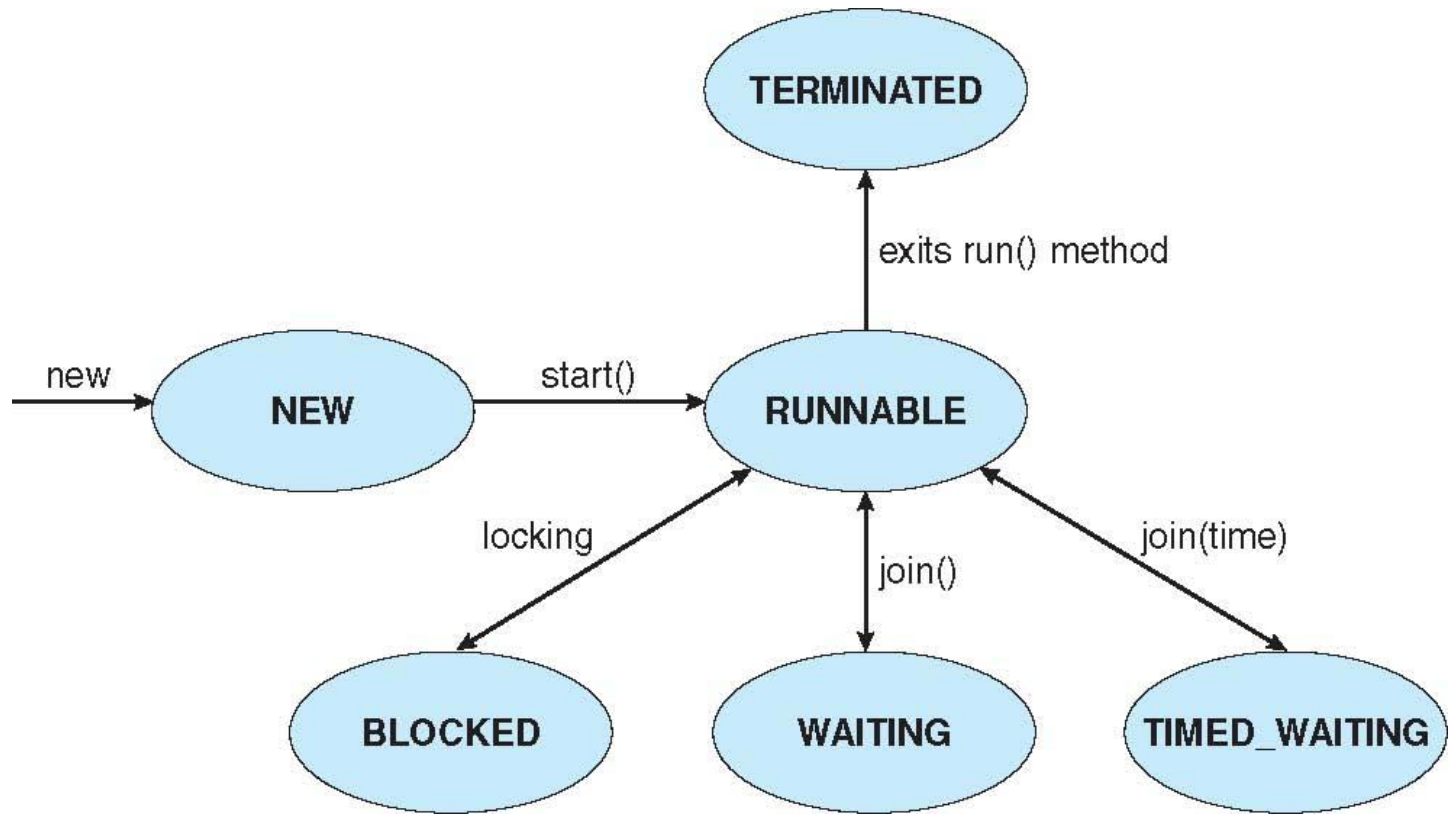 TERMINATED
exits run() method
new
NEW
start()
RUNNABLE
locking
join()
join(time)
BLOCKED
WAITING
TIMED_WAITING